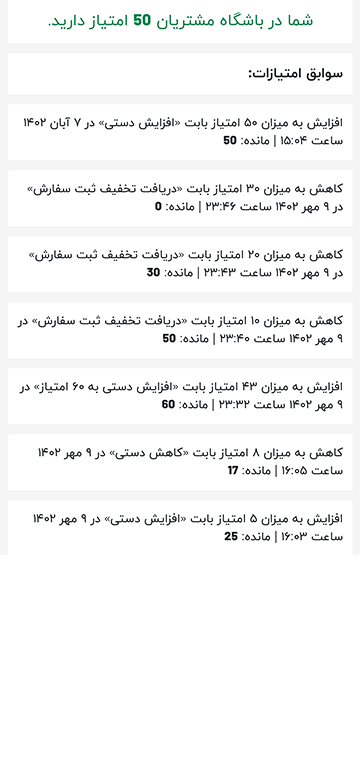 شما در باشگاه مشتریان 50 امتیاز دارید.
سوابق امتیازات:
افزایش به میزان ۵۰ امتیاز بابت «افزایش دستی» در ۷ آبان ۱۴۰۲
ساعت ۱۵:۰۴ | مانده: 50
کاهش به میزان ۳۰ امتیاز بابت «دریافت تخفیف ثبت سفارش»
در ۹ مهر ۱۴۰۲ ساعت ۲۳:۴۶ | مانده: 0
کاهش به میزان ۲۰ امتیاز بابت «دریافت تخفیف ثبت سفارش»
در ۹ مهر ۱۴۰۲ ساعت ۲۳:۴۳ | مانده: 30
کاهش به میزان ۱۰ امتیاز بابت «دریافت تخفیف ثبت سفارش» در
۹ مهر ۱۴۰۲ ساعت ۲۳:۴۰ | مانده: 50
افزایش به میزان ۴۳ امتیاز بابت «افزایش دستی به ۶۰ امتیاز» در
۹ مهر ۱۴۰۲ ساعت ۲۳:۳۲ | مانده: 60
کاهش به میزان ۸ امتیاز بابت «کاهش دستی» در ۹ مهر ۱۴۰۲
ساعت ۱۶:۰۵ | مانده: 17
افزایش به میزان ۵ امتیاز بابت «افزایش دستی» در ۹ مهر ۱۴۰۲
ساعت ۱۶:۰۳ | مانده: 25